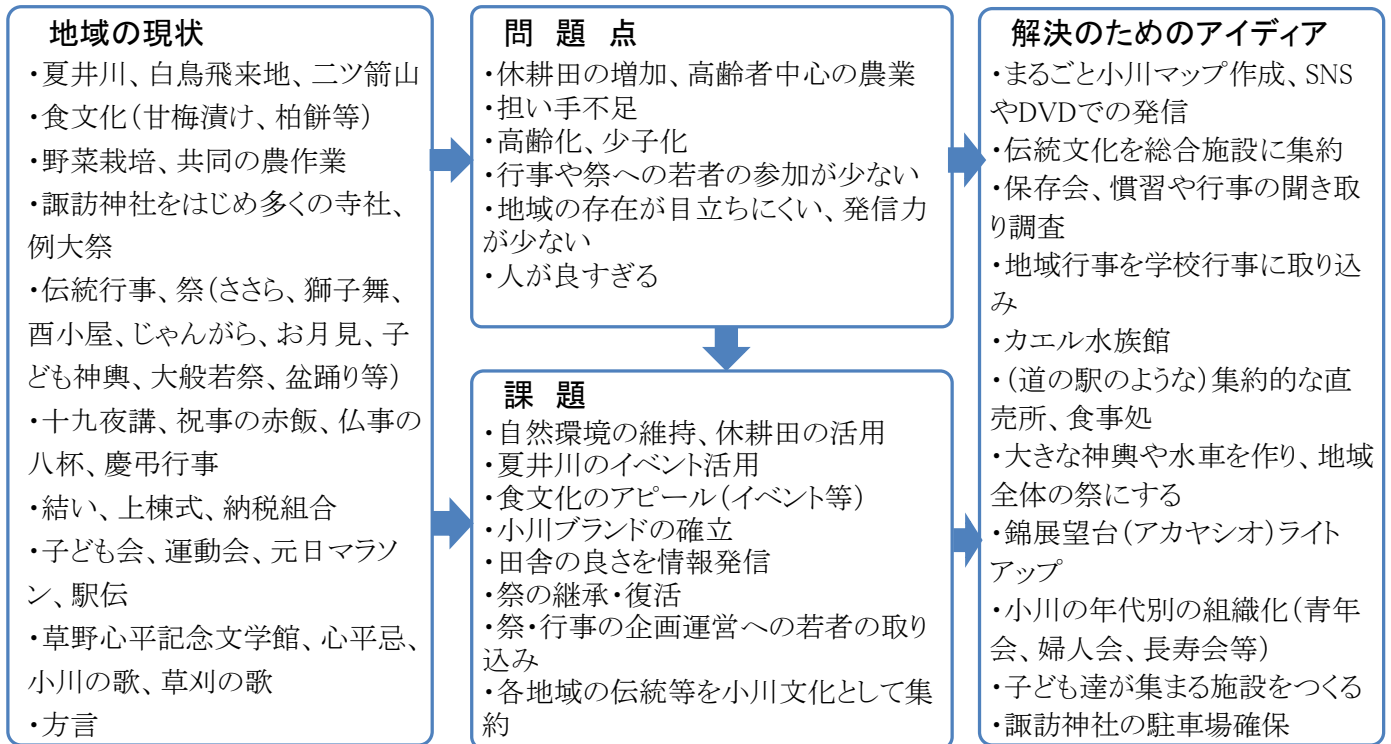 地域の現状
・夏井川、白鳥飛来地、二ツ箭山
・食文化(甘梅漬け、柏餅等)
・野菜栽培、共同の農作業
・諏訪神社をはじめ多くの寺社、
例大祭
・伝統行事、祭(ささら、獅子舞、
酉小屋、じゃんがら、お月見、子
ども神輿、大般若祭、盆踊り等)
・十九夜講、祝事の赤飯、仏事の
八杯、慶弔行事
・結い、上棟式、納税組合
・子ども会、運動会、元日マラソ
ン、駅伝
・草野心平記念文学館、心平忌、
小川の歌、草刈の歌
・方言
問 題 点
・休耕田の増加、高齢者中心の農業
・担い手不足
・高齢化、少子化
・行事や祭への若者の参加が少ない
・地域の存在が目立ちにくい、発信力
が少ない
・人が良すぎる
課 題
・自然環境の維持、休耕田の活用
・夏井川のイベント活用
・食文化のアピール(イベント等)
・小川ブランドの確立
・田舎の良さを情報発信
・祭の継承・復活
・祭・行事の企画運営への若者の取り
込み
・各地域の伝統等を小川文化として集
約
解決のためのアイディア
・まるごと小川マップ作成、SNS
やDVDでの発信
・伝統文化を総合施設に集約
・保存会、慣習や行事の聞き取
り調査
・地域行事を学校行事に取り込
み
・カエル水族館
・(道の駅のような)集約的な直
売所、食事処
・大きな神輿や水車を作り、地域
全体の祭にする
・錦展望台(アカヤシオ)ライト
アップ
・小川の年代別の組織化(青年
会、婦人会、長寿会等)
・子ども達が集まる施設をつくる
・諏訪神社の駐車場確保